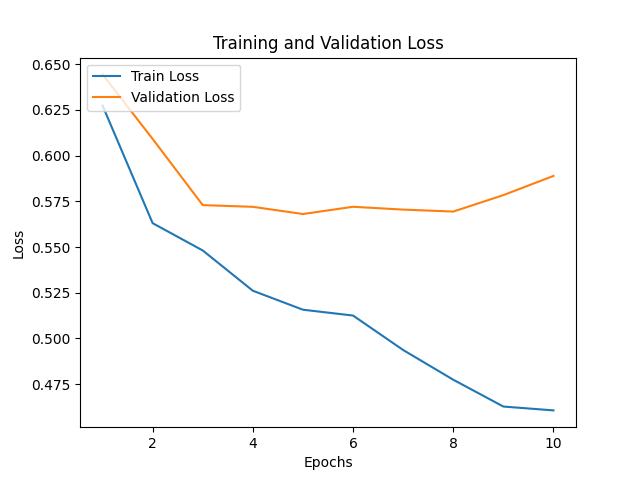 Training and Validation Loss
0.650
0.625
0.600
0.575
0.550
0.525
0.500
0.475
Loss
Train Loss
Validation Loss
2 4 6 8 10
Epochs